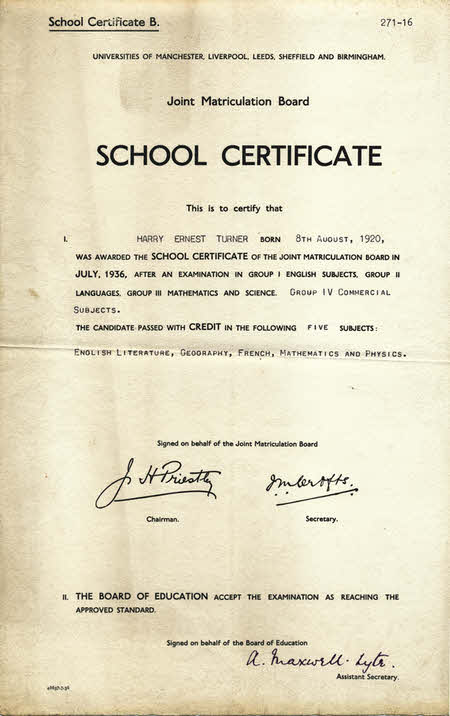 School Certificate B.
271-16
UNIVERSITIES OF MANCHESTER, LIVERPOOL, LEEDS, SHEFFIELD AND BIRMINGHAM.
Joint Matriculation Board
SCHOOL CERTIFICATE
This is to certify that
I. HARRY ERNEST TURNER BORN 8TH AUGUST, 1920,
WAS AWARDED THE SCHOOL CERTIFICATE OF THE JOINT MATRICULATION BOARD IN
JULY, 1936, AFTER AN EXAMINATION IN GROUP I ENGLISH SUBJECTS, GROUP II
LANGUAGES, GROUP III MATHEMATICS AND SCIENCE. GROUP IV COMMERCIAL
SUBJECTS.
THE CANDIDATE PASSED WITH CREDIT IN THE FOLLOWING FIVE SUBJECTS:
ENGLISH LITERATURE, GEOGRAPHY, FRENCH, MATHEMATICS AND PHYSICS.
Signed on behalf of the Joint Matriculation Board
J H Priestley
JMCrofts.
Chairman.
Secretary.
II. THE BOARD OF EDUCATION ACCEPT THE EXAMINATION AS REACHING THE
APPROVED STANDARD.
Signed on behalf of the Board of Education
A. Maxwell-Lyte.
Assistant Secretary.